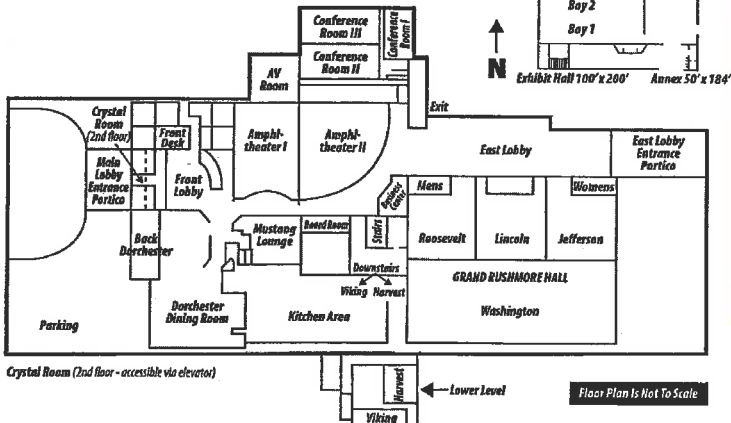 Conference
Room III
Conference
Room I
Conference
Room II
AV
Room
N
Bay 2
Bay 1
Exhibit Hall 100'x 200'
Annex 50'x 184'
Exit
Crystal
Room
(2nd floor)
Front
Desk
Main
Lobby
Entrance
Portico
Front
Lobby
Amphi-
theater I
Amphi-
theater II
East Lobby
East Lobby
Entrance
Portico
Business
Center
Mens
Womens
Back
Dorchester
Mustang
Lounge
Board Room
Stairs
Roosevelt
Lincoln
Jefferson
Downstairs
Viking
Harvest
GRAND RUSHMORE HALL
Washington
Parking
Dorchester
Dining Room
Kitchen Area
Crystal Room (2nd floor - accessible via elevator)
Harvest
Lower Level
Viking
Floor Plan Is Not To Scale